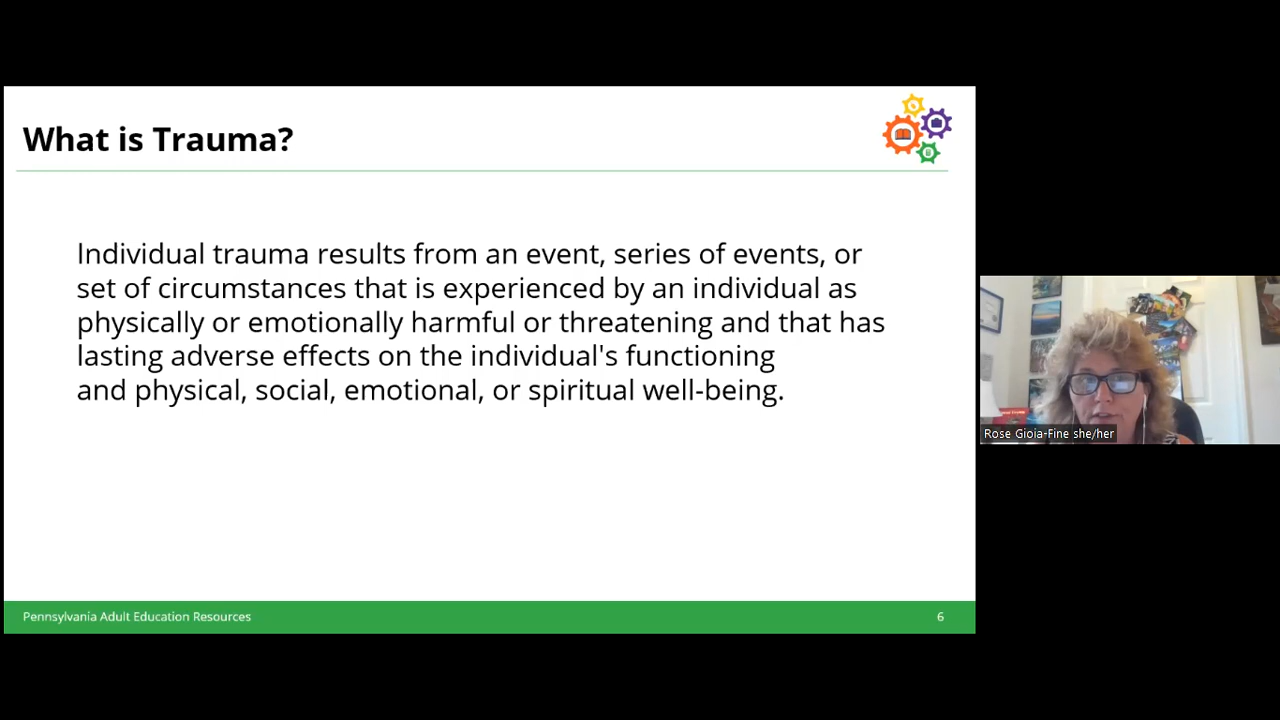 What is Trauma?
Individual trauma results from an event, series of events, or
set of circumstances that is experienced by an individual as
physically or emotionally harmful or threatening and that has
lasting adverse effects on the individual's functioning
and physical, social, emotional, or spiritual well-being.
Rose Gioia-Fine she/her
Pennsylvania Adult Education Resources
6